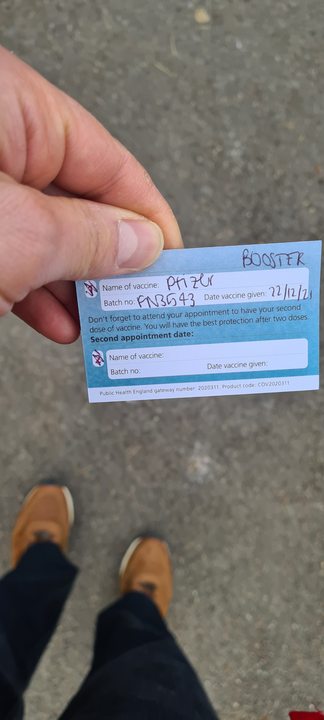 BOOSTER
Name of vaccine: Pfizer
Batch no: FN3543 Date vaccine given: 22/12/21
Don't forget to attend your appointment to have your second
dose of vaccine. You will have the best protection after two doses
Second appointment date:
Name of vaccine:
Batch no: Date vaccine given:
Public Health England gateway number: 2020311. Product code: COV2020311